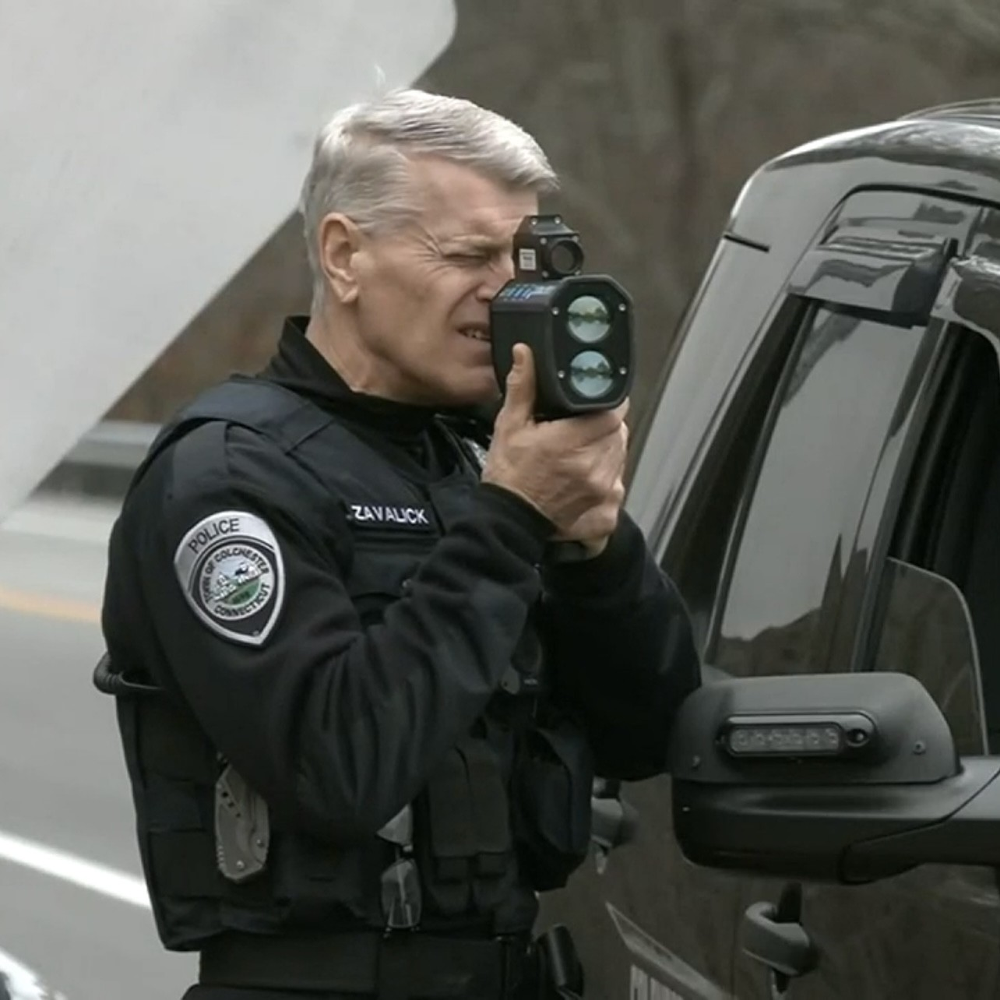 ZAVALICK
POLICE
TOWN OF COLCHESTER
CONNECTICUT